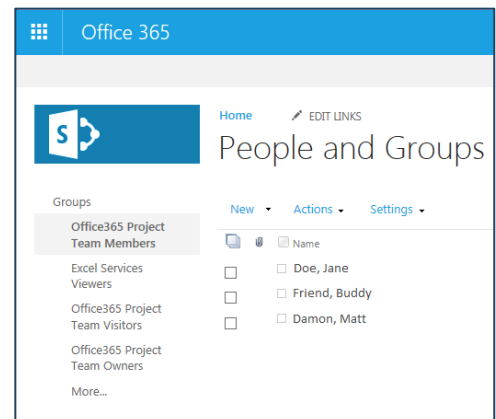 Office 365
S
Home EDIT LINKS
People and Groups
Groups
Office365 Project
Team Members
Excel Services
Viewers
Office365 Project
Team Visitors
Office365 Project
Team Owners
More...
New Actions Settings
Name
Doe, Jane
Friend, Buddy
Damon, Matt